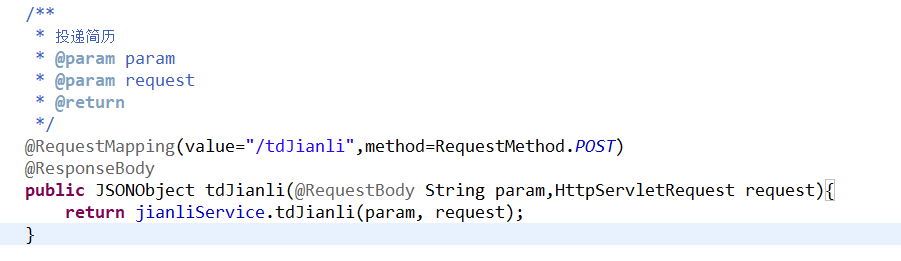 /**
 * 投递简历
 * @param param
 * @param request
 * @return
 */
@RequestMapping(value="/tdJianli",method=RequestMethod.POST)
@ResponseBody
public JSONObject tdJianli(@RequestBody String param,HttpServletRequest request){
    return jianliService.tdJianli(param, request);
}